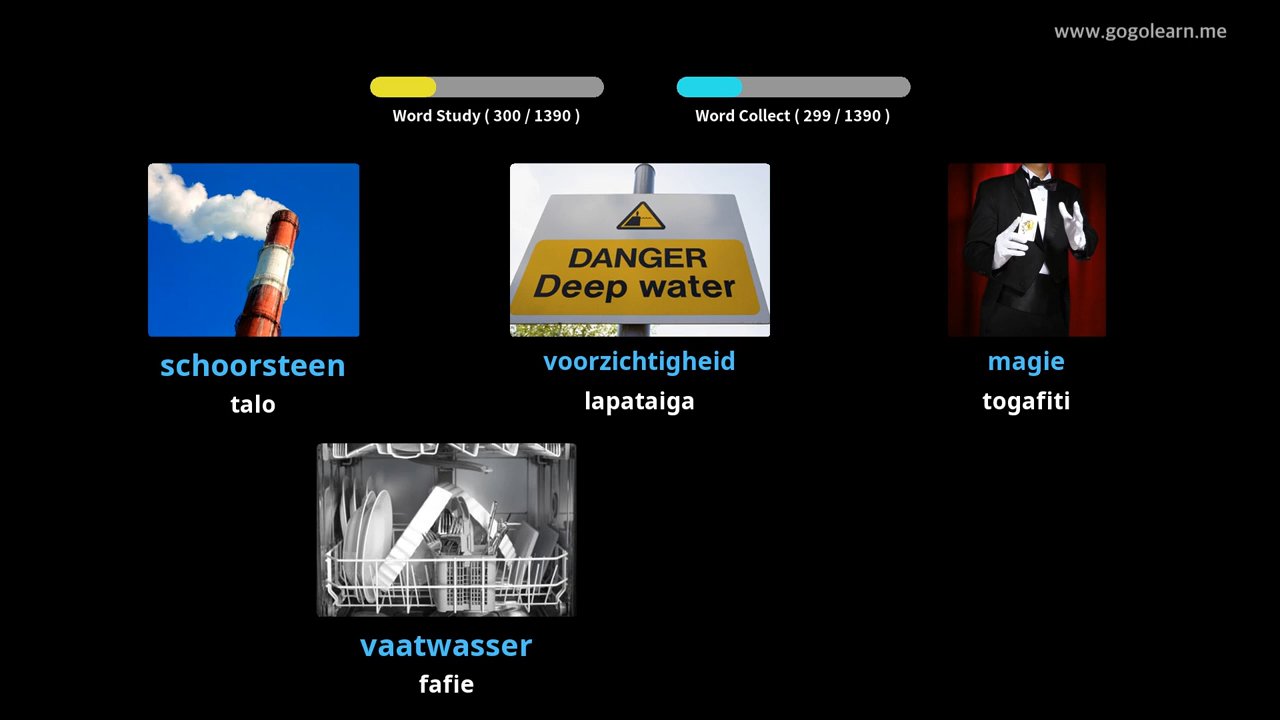 www.gogolearn.me
Word Study ( 300 / 1390 )
Word Collect ( 299 / 1390 )
DANGER
Deep water
schoorsteen
talo
voorzichtigheid
lapataiga
magie
togafiti
vaatwasser
fafie